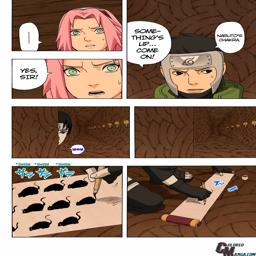 ...
SOME-
THING'S
UP...
COME
ON!
NARUTO'S
CHAKRA.
YES,
SIR!
COLORED
MANGA.COM